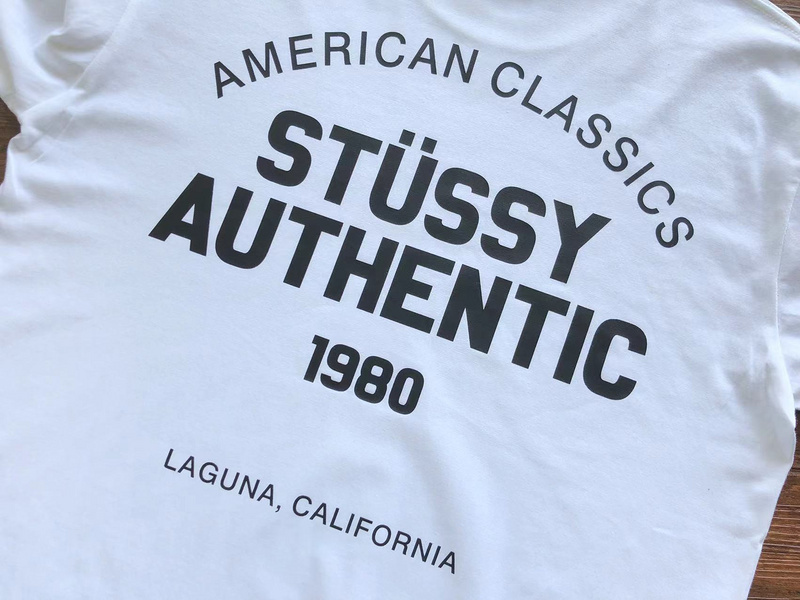 AMERICAN CLASSICS
STÜSSY
AUTHENTIC
1980
LAGUNA, CALIFORNIA